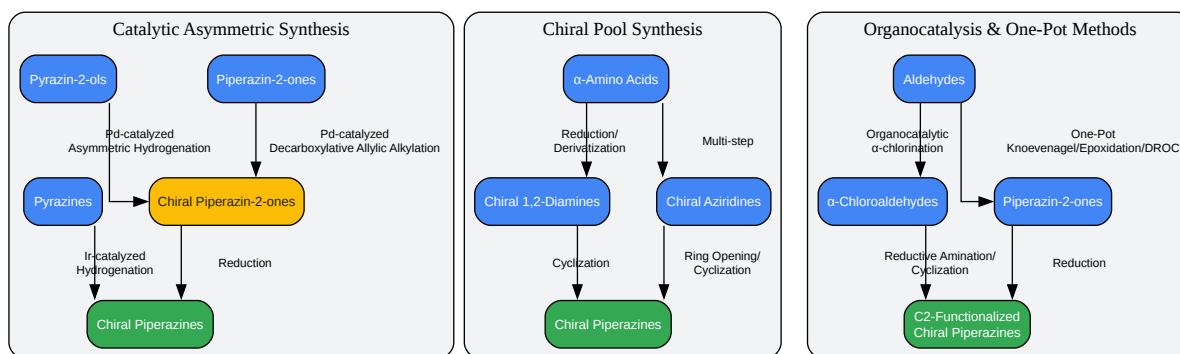 Catalytic Asymmetric Synthesis
Pyrazin-2-ols
Piperazin-2-ones
Pd-catalyzed
Asymmetric Hydrogenation
Pd-catalyzed
Decarboxylative Allylic Alkylation
Pyrazines
Chiral Piperazin-2-ones
Ir-catalyzed
Hydrogenation
Reduction
Chiral Piperazines
Chiral Pool Synthesis
α-Amino Acids
Reduction/
Derivatization
Multi-step
Chiral 1,2-Diamines
Chiral Aziridines
Cyclization
Ring Opening/
Cyclization
Chiral Piperazines
Organocatalysis & One-Pot Methods
Aldehydes
Organocatalytic
α-chlorination
One-Pot
Knoevenagel/Epoxidation/DROC
α-Chloroaldehydes
Piperazin-2-ones
Reductive Amination/
Cyclization
Reduction
C2-Functionalized
Chiral Piperazines